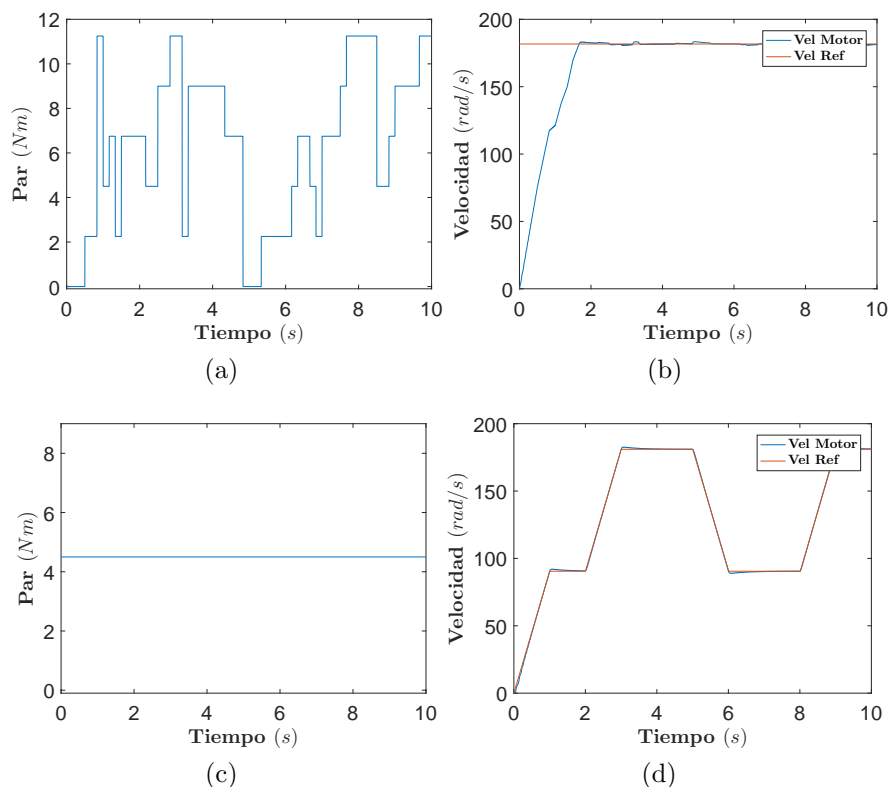 12
10
8
6
4
2
0
Par (Nm)
0 2 4 6 8 10
Tiempo (s)
(a)
200
150
100
50
0
Velocidad (rad/s)
Vel Motor
Vel Ref
0 2 4 6 8 10
Tiempo (s)
(b)
8
6
4
2
0
Par (Nm)
0 2 4 6 8 10
Tiempo (s)
(c)
200
150
100
50
0
Velocidad (rad/s)
Vel Motor
Vel Ref
0 2 4 6 8 10
Tiempo (s)
(d)